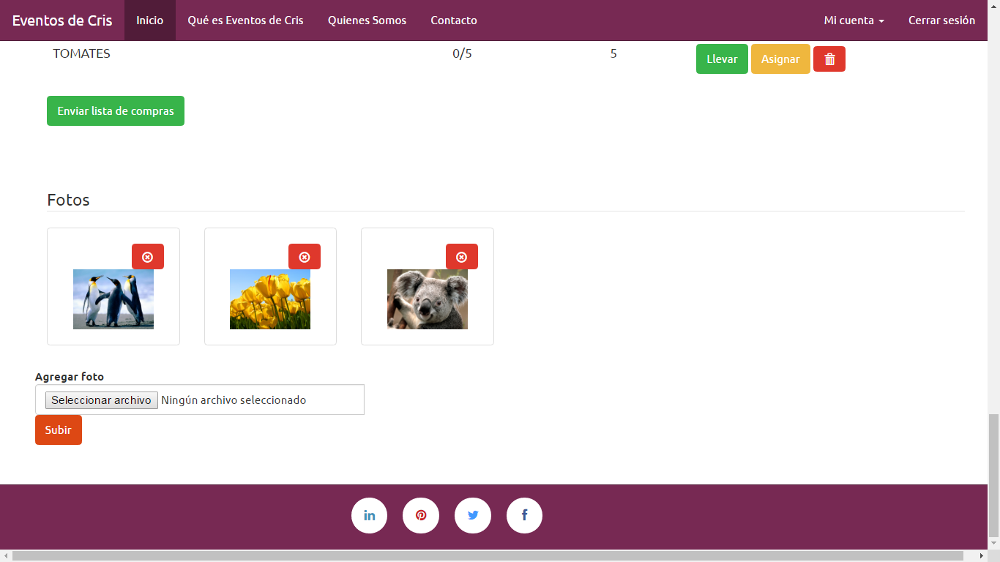 Eventos de Cris Inicio Qué es Eventos de Cris Quienes Somos Contacto Mi cuenta Cerrar sesión
TOMATES 0/5 5 Llevar Asignar
Enviar lista de compras
Fotos
Agregar foto
Seleccionar archivo Ningún archivo seleccionado
Subir